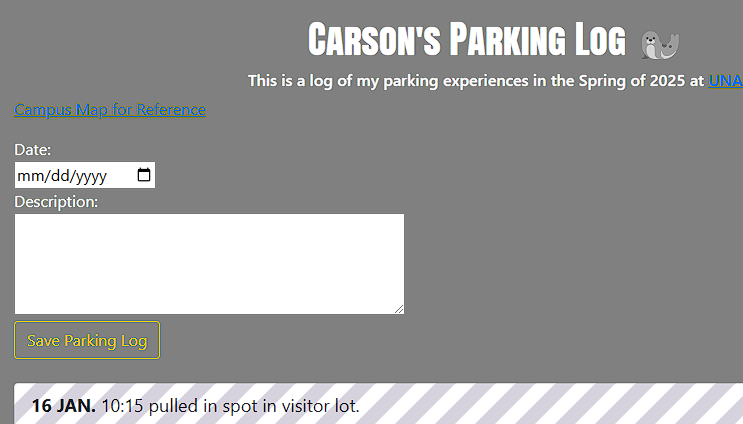 Carson's Parking Log
This is a log of my parking experiences in the Spring of 2025 at UNA
Campus Map for Reference
Date:
mm/dd/yyyy
Description:
Save Parking Log
16 JAN. 10:15 pulled in spot in visitor lot.